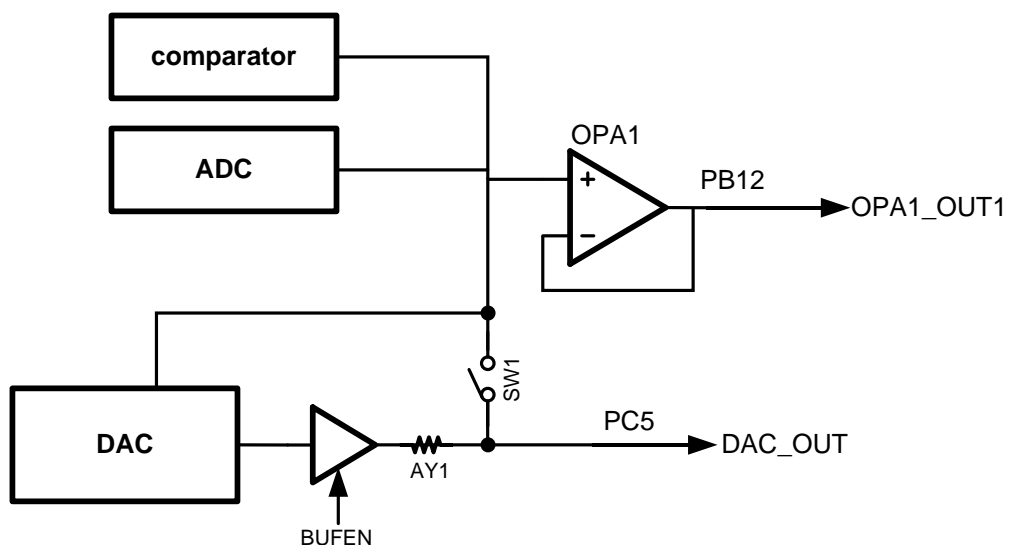 comparator
OPA1
ADC
+
PB12
OPA1_OUT1
−
SW1
PC5
DAC
DAC_OUT
AY1
BUFEN